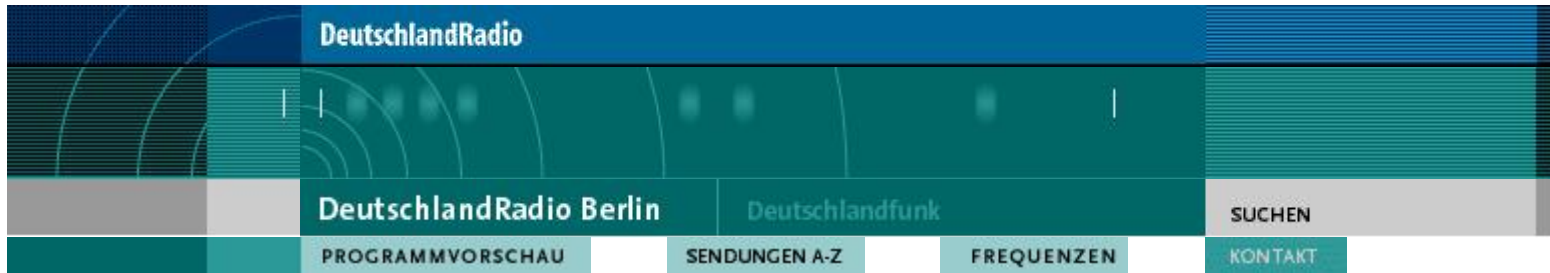 DeutschlandRadio
DeutschlandRadio Berlin Deutschlandfunk SUCHEN
PROGRAMMVORSCHAU SENDUNGEN A-Z FREQUENZEN KONTAKT